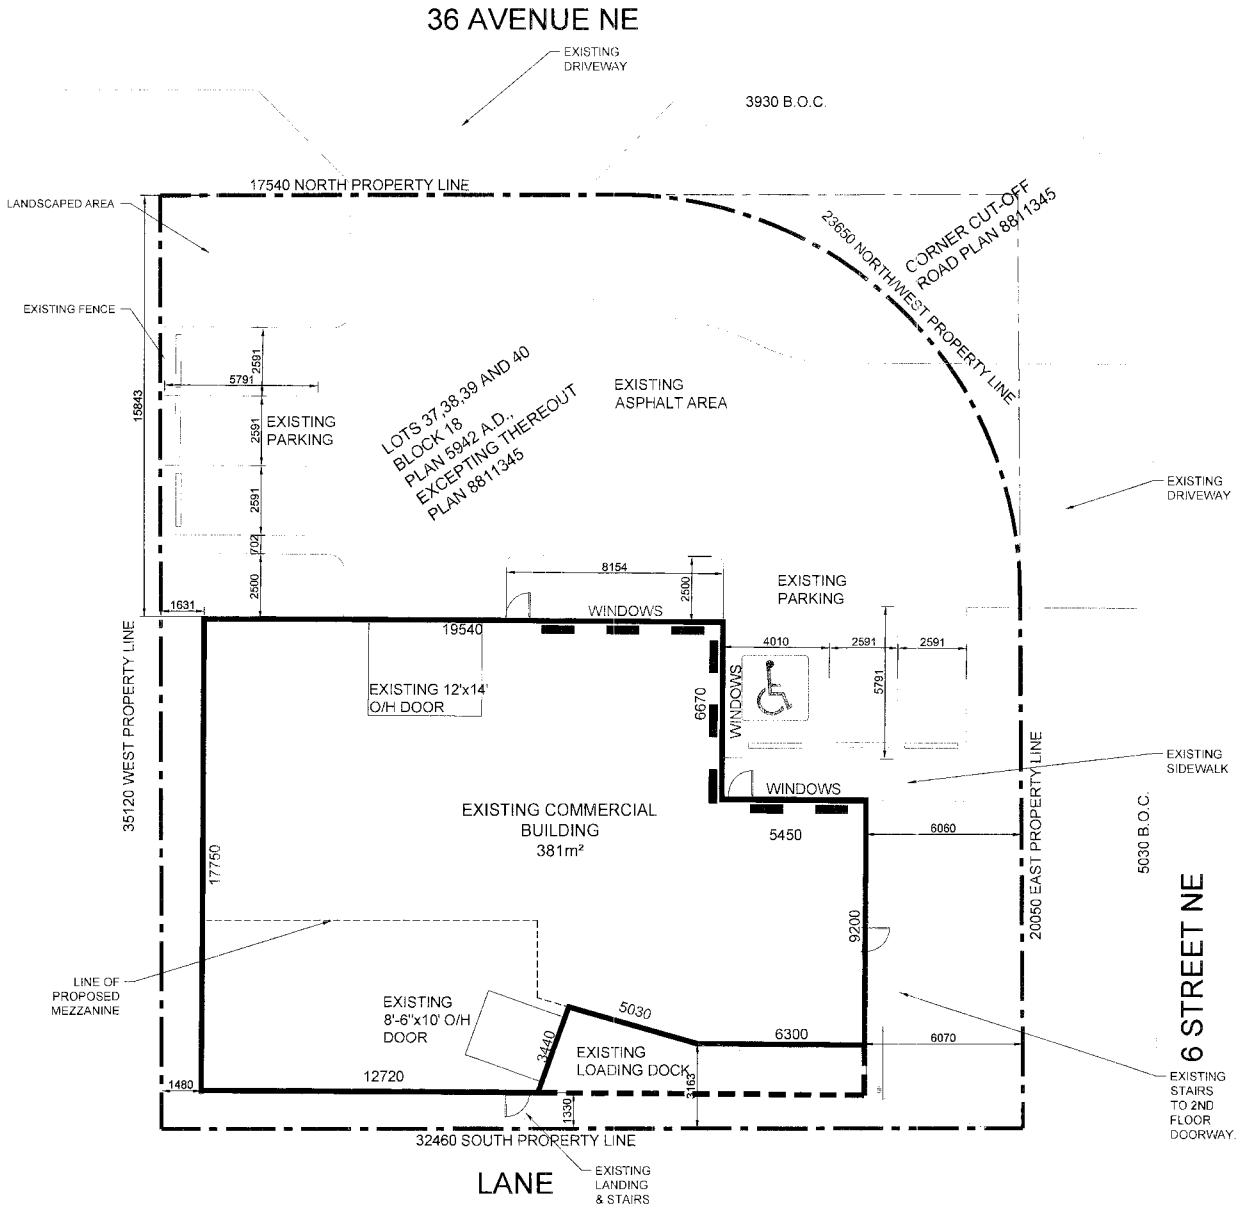 36 AVENUE NE
EXISTING
DRIVEWAY
3930 B.O.C.
17540 NORTH PROPERTY LINE
LANDSCAPED AREA
CORNER CUT-OFF
ROAD PLAN 8811345
23650 NORTH/WEST PROPERTY LINE
EXISTING FENCE
15843
2591
5791
2591
EXISTING
PARKING
2591
702
2500
LOTS 37,38,39 AND 40
BLOCK 18
PLAN 5942 A.D.,
EXCEPTING THEREOUT
PLAN 8811345
EXISTING
ASPHALT AREA
EXISTING
DRIVEWAY
8154
2500
EXISTING
PARKING
1631
WINDOWS
19540
4010
2591
2591
5791
EXISTING 12'x14'
O/H DOOR
6670
WINDOWS
35120 WEST PROPERTY LINE
EXISTING
SIDEWALK
WINDOWS
5450
EXISTING COMMERCIAL
BUILDING
381m²
6060
20050 EAST PROPERTY LINE
5030 B.O.C.
6 STREET NE
17750
9200
LINE OF
PROPOSED
MEZZANINE
EXISTING
8'-6"x10' O/H
DOOR
5030
3440
6300
6070
EXISTING
LOADING DOCK
3163
12720
1480
1330
EXISTING
STAIRS
TO 2ND
FLOOR
DOORWAY.
32460 SOUTH PROPERTY LINE
LANE
EXISTING
LANDING
& STAIRS